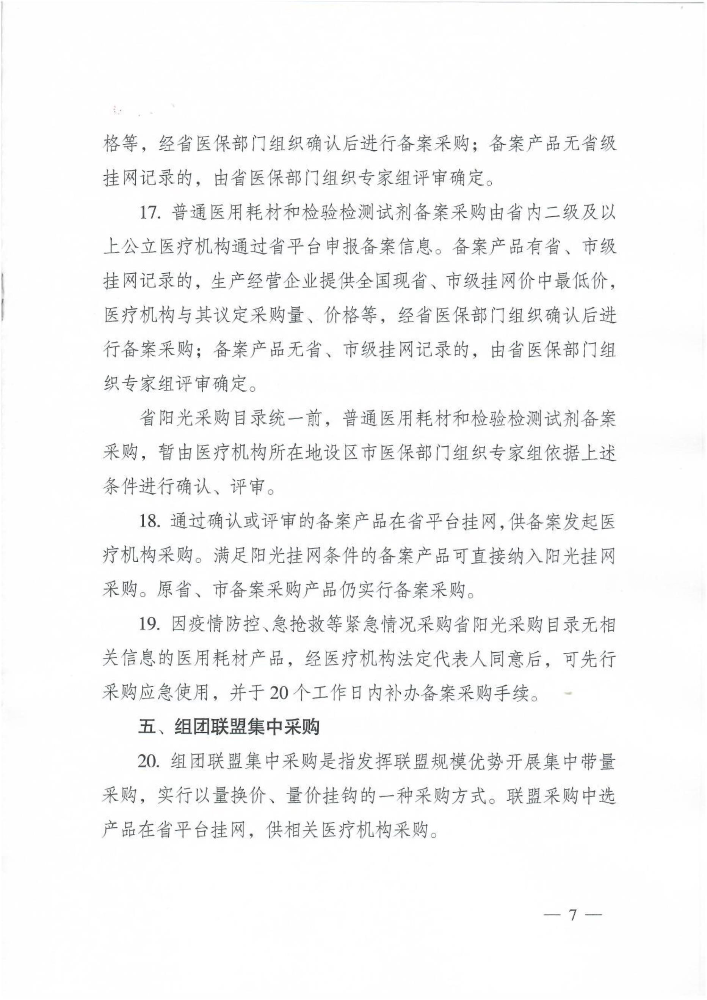 格等，经省医保部门组织确认后进行备案采购；备案产品无省级
挂网记录的，由省医保部门组织专家组评审确定。
17. 普通医用耗材和检验检测试剂备案采购由省内二级及以
上公立医疗机构通过省平台申报备案信息。备案产品有省、市级
挂网记录的，生产经营企业提供全国现省、市级挂网价中最低价，
医疗机构与其议定采购量、价格等，经省医保部门组织确认后进
行备案采购；备案产品无省、市级挂网记录的，由省医保部门组
织专家组评审确定。
省阳光采购目录统一前，普通医用耗材和检验检测试剂备案
采购，暂由医疗机构所在地设区市医保部门组织专家组依据上述
条件进行确认、评审。
18. 通过确认或评审的备案产品在省平台挂网，供备案发起医
疗机构采购。满足阳光挂网条件的备案产品可直接纳入阳光挂网
采购。原省、市备案采购产品仍实行备案采购。
19. 因疫情防控、急抢救等紧急情况采购省阳光采购目录无相
关信息的医用耗材产品，经医疗机构法定代表人同意后，可先行
采购应急使用，并于 20 个工作日内补办备案采购手续。
五、组团联盟集中采购
20. 组团联盟集中采购是指发挥联盟规模优势开展集中带量
采购，实行以量换价、量价挂钩的一种采购方式。联盟采购中选
产品在省平台挂网，供相关医疗机构采购。
— 7 —